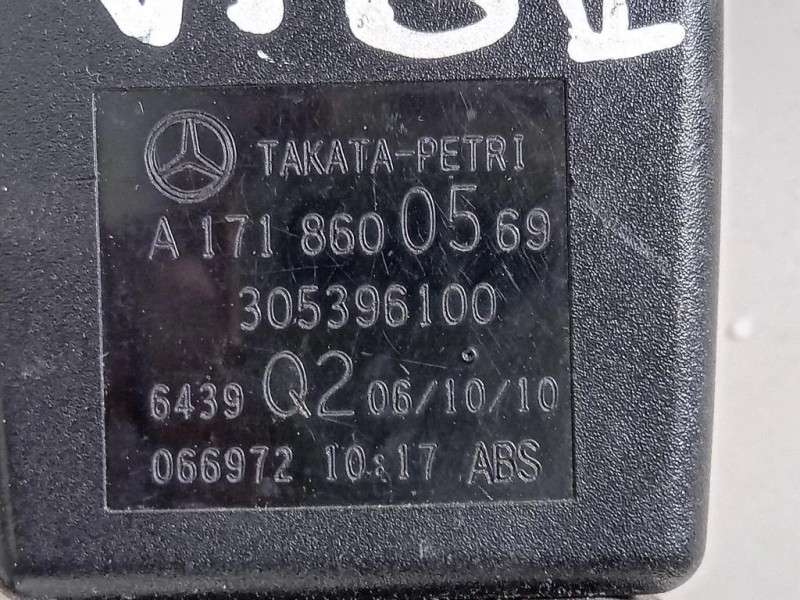 TAKATA-PETRI
A 171 860 05 69
305396100
6439 Q2 06/10/10
066972 10:17 ABS